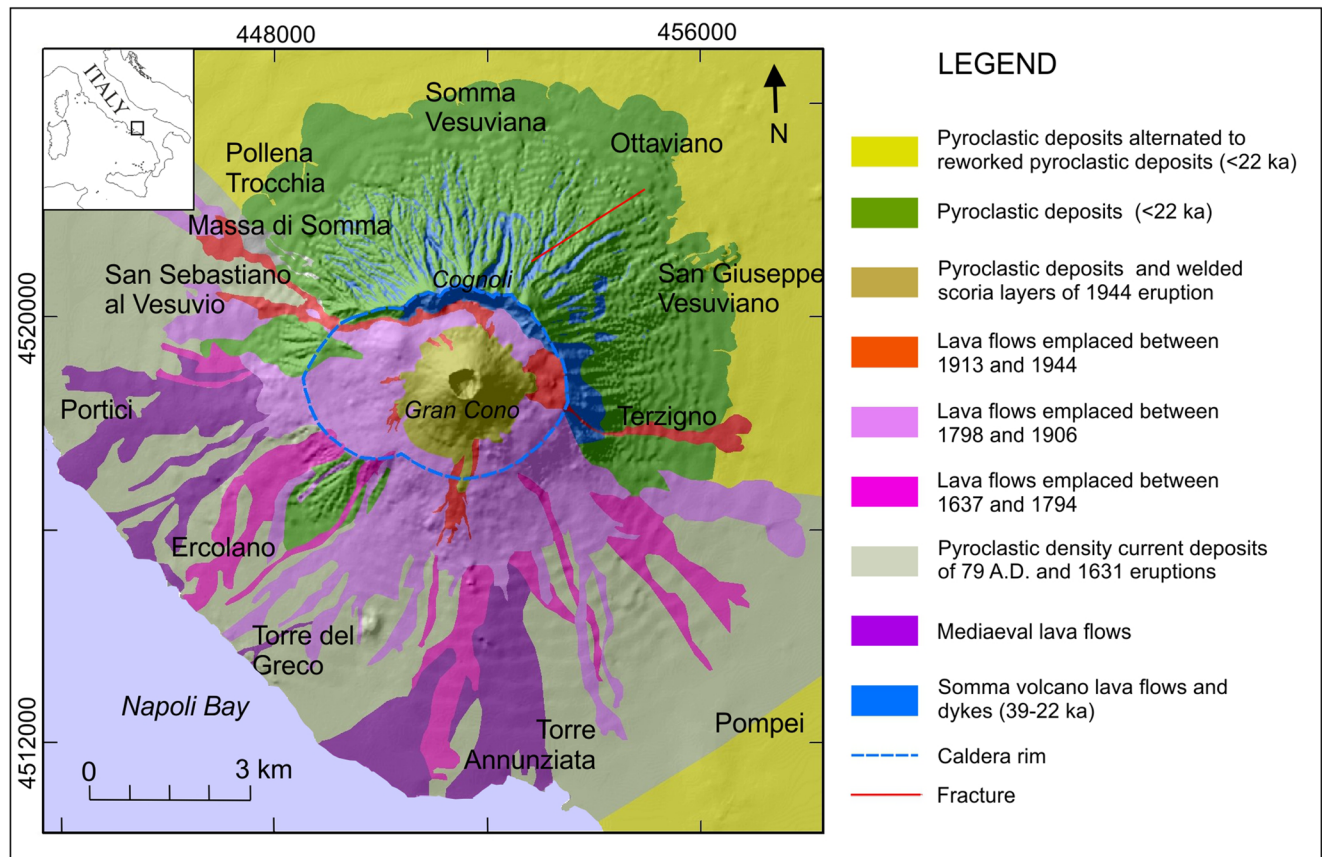 448000
456000
ITALY
N
Somma
Vesuviana
Ottaviano
Pollena
Trocchia
Massa di Somma
San Sebastiano
al Vesuvio
Cognoli
San Giuseppe
Vesuviano
4520000
Portici
Gran Cono
Terzigno
Ercolano
Torre del
Greco
Napoli Bay
Torre
Annunziata
Pompei
4512000
0
3 km
LEGEND
Pyroclastic deposits alternated to
reworked pyroclastic deposits (<22 ka)
Pyroclastic deposits (<22 ka)
Pyroclastic deposits and welded
scoria layers of 1944 eruption
Lava flows emplaced between
1913 and 1944
Lava flows emplaced between
1798 and 1906
Lava flows emplaced between
1637 and 1794
Pyroclastic density current deposits
of 79 A.D. and 1631 eruptions
Mediaeval lava flows
Somma volcano lava flows and
dykes (39-22 ka)
Caldera rim
Fracture